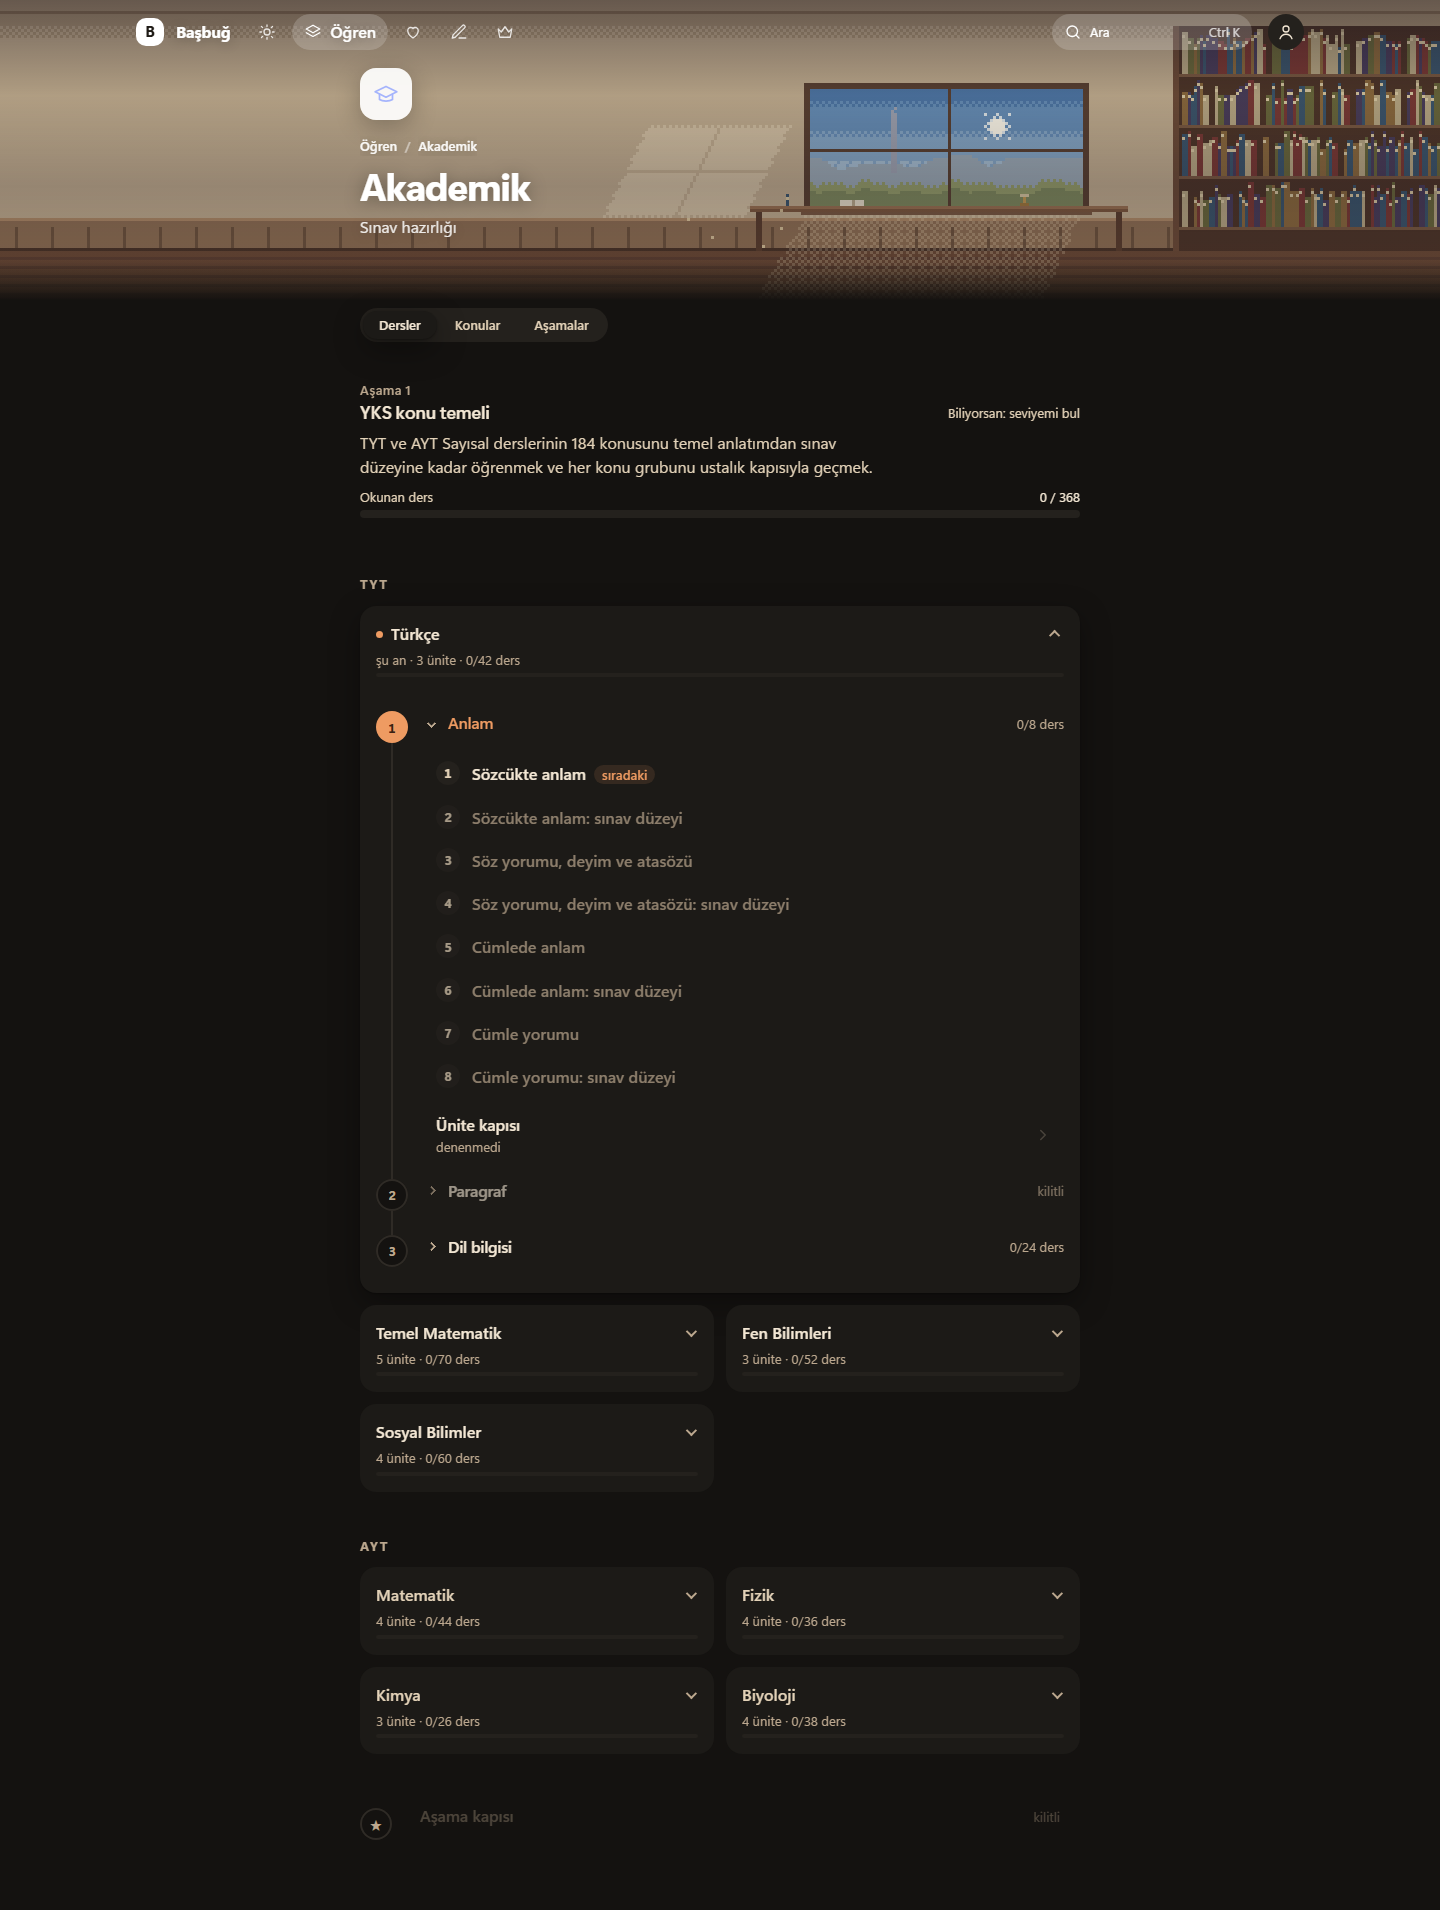 B Başbuğ Öğren Ara Ctrl K
Öğren / Akademik
Akademik
Sınav hazırlığı
Dersler Konular Aşamalar
Aşama 1
YKS konu temeli Biliyorsan: seviyemi bul
TYT ve AYT Sayısal derslerinin 184 konusunu temel anlatımdan sınav
düzeyine kadar öğrenmek ve her konu grubunu ustalık kapısıyla geçmek.
Okunan ders 0 / 368
TYT
Türkçe
şu an · 3 ünite · 0/42 ders
1 Anlam 0/8 ders
1 Sözcükte anlam sıradaki
2 Sözcükte anlam: sınav düzeyi
3 Söz yorumu, deyim ve atasözü
4 Söz yorumu, deyim ve atasözü: sınav düzeyi
5 Cümlede anlam
6 Cümlede anlam: sınav düzeyi
7 Cümle yorumu
8 Cümle yorumu: sınav düzeyi
Ünite kapısı
denenmedi
2 Paragraf kilitli
3 Dil bilgisi 0/24 ders
Temel Matematik Fen Bilimleri
5 ünite · 0/70 ders 3 ünite · 0/52 ders
Sosyal Bilimler
4 ünite · 0/60 ders
AYT
Matematik Fizik
4 ünite · 0/44 ders 4 ünite · 0/36 ders
Kimya Biyoloji
3 ünite · 0/26 ders 4 ünite · 0/38 ders
Aşama kapısı kilitli